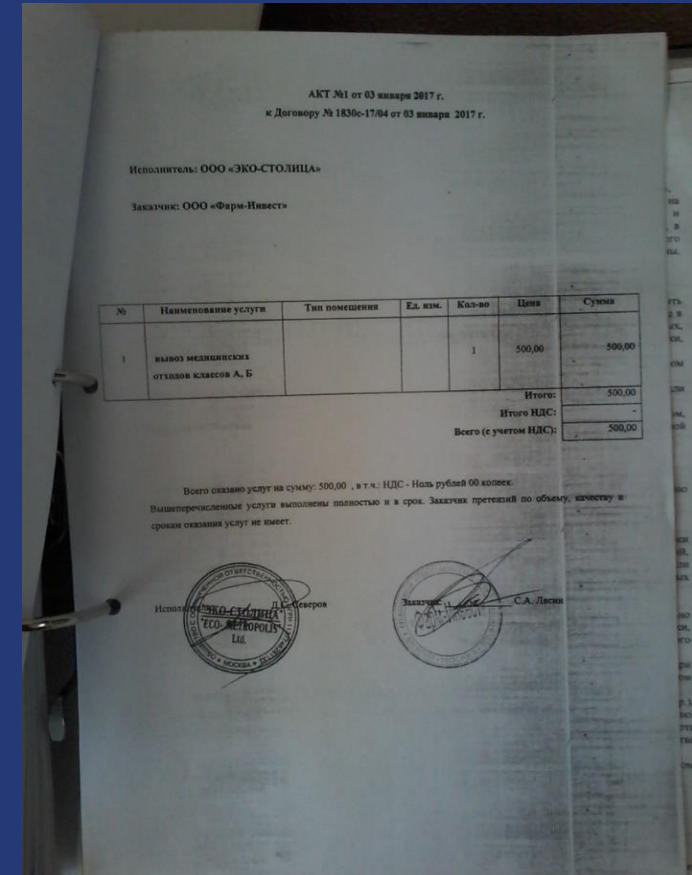 АКТ №1 от 03 января 2017 г.
к Договору № 1830с-17/04 от 03 января 2017 г.
Исполнитель: ООО «ЭКО-СТОЛИЦА»
Заказчик: ООО «Фарм-Инвест»
№ Наименование услуги Тип помещения Ед. изм. Кол-во Цена Сумма
1 вывоз медицинских 1 500,00 500,00
отходов классов А, Б
Итого: 500,00
Итого НДС: -
Всего (с учетом НДС): 500,00
Всего оказано услуг на сумму: 500,00 , в т.ч.: НДС - Ноль рублей 00 копеек.
Вышеперечисленные услуги выполнены полностью и в срок. Заказчик претензий по объему, качеству и
срокам оказания услуг не имеет.
Д.С. Северов
Заказчик: С.А. Лисин
ЭКО-СТОЛИЦА
"ECO-METROPOLIS"
Ltd.
МОСКВА